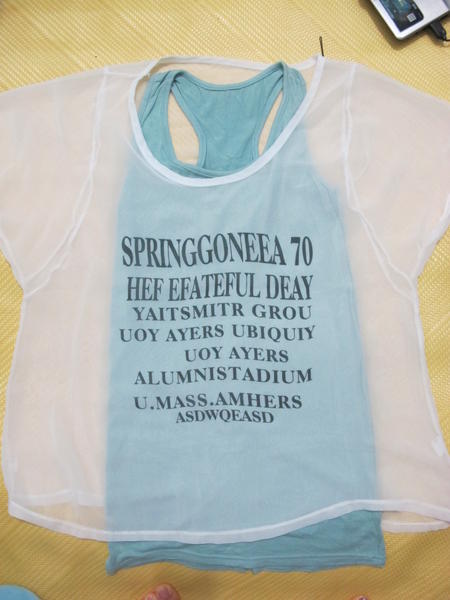 SPRINGGONEEA 70
HEF EFATEFUL DEAY
YAITSMITR GROU
UOY AYERS UBIQUIY
UOY AYERS
ALUMNISTADIUM
U.MASS.AMHERS
ASDWQEASD